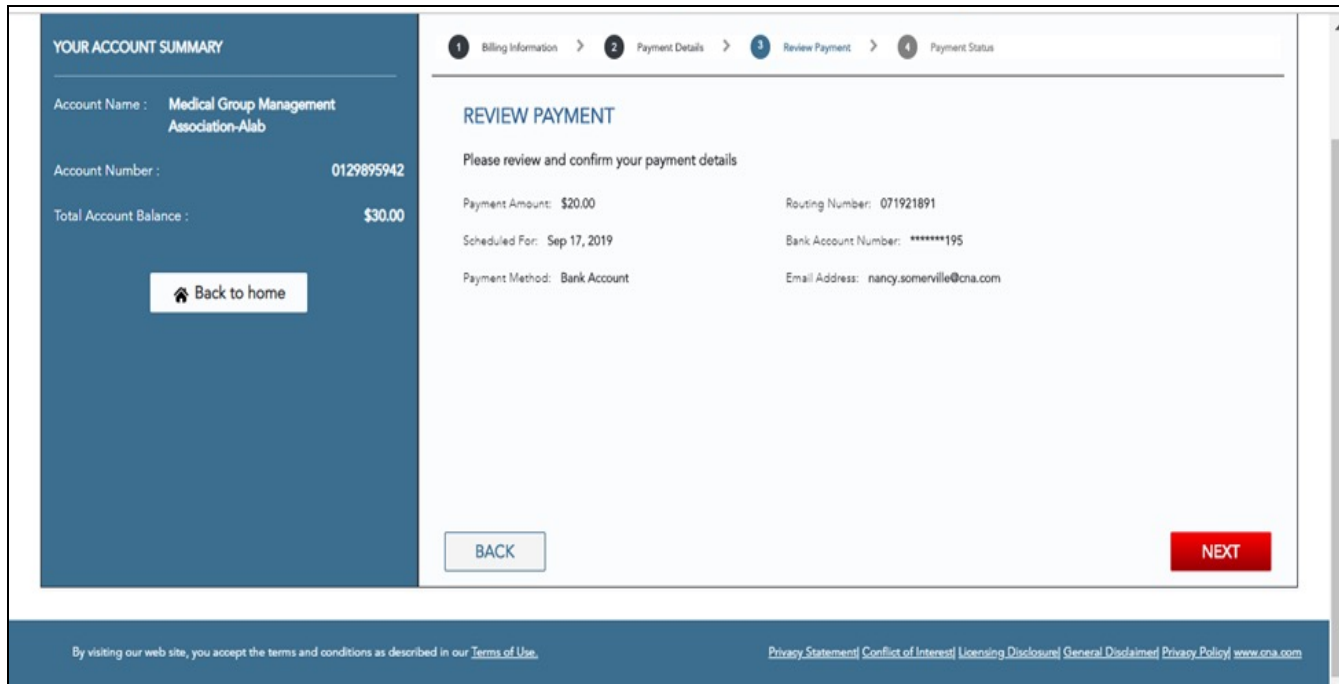 YOUR ACCOUNT SUMMARY
Account Name : Medical Group Management
Association-Alab
Account Number : 0129895942
Total Account Balance : $30.00
Back to home
1 Billing Information > 2 Payment Details > 3 Review Payment > 4 Payment Status
REVIEW PAYMENT
Please review and confirm your payment details
Payment Amount: $20.00 Routing Number: 071921891
Scheduled For: Sep 17, 2019 Bank Account Number: *******195
Payment Method: Bank Account Email Address: nancy.somerville@cna.com
BACK NEXT
By visiting our web site, you accept the terms and conditions as described in our Terms of Use. Privacy Statement| Conflict of Interest| Licensing Disclosure| General Disclaimer| Privacy Policy| www.cna.com